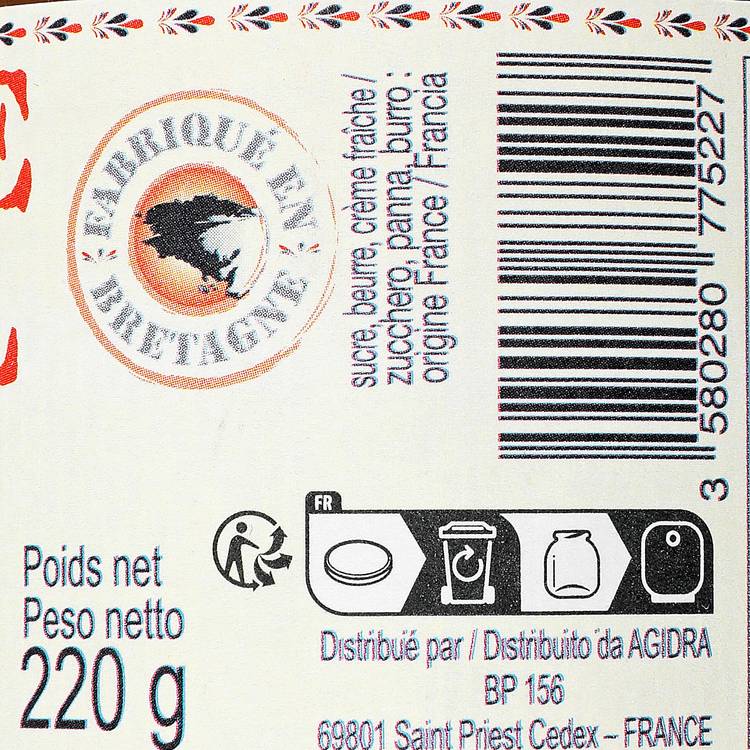 FABRIQUÉ EN
BRETAGNE
sucre, beurre, crème fraîche /
zucchero, panna, burro :
origine France / Francia
3 580280 775227
FR
Poids net
Peso netto
220 g
Distribué par / Distribuito da AGIDRA
BP 156
69801 Saint Priest Cedex – FRANCE